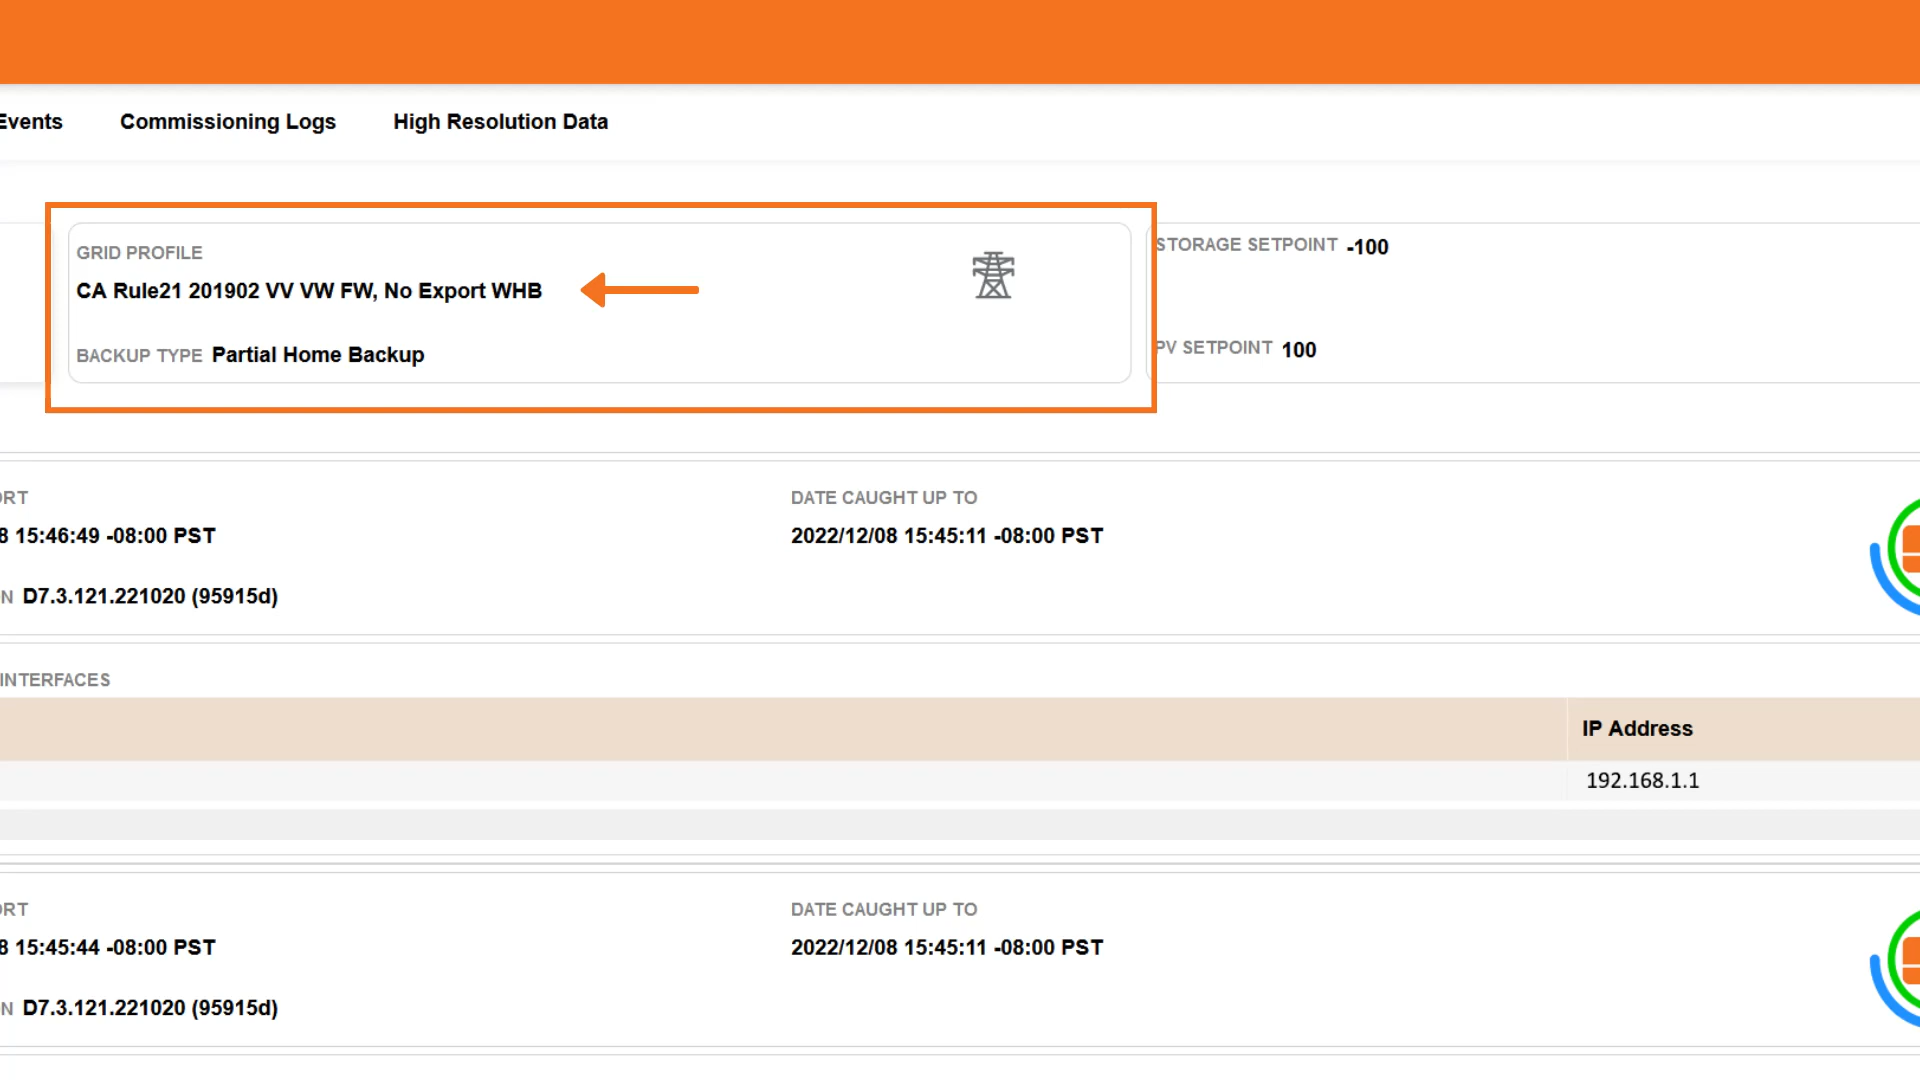 Events Commissioning Logs High Resolution Data
GRID PROFILE
CA Rule21 201902 VV VW FW, No Export WHB
BACKUP TYPE Partial Home Backup
STORAGE SETPOINT -100
PV SETPOINT 100
ORT
8 15:46:49 -08:00 PST
DATE CAUGHT UP TO
2022/12/08 15:45:11 -08:00 PST
N D7.3.121.221020 (95915d)
INTERFACES
IP Address
192.168.1.1
ORT
8 15:45:44 -08:00 PST
DATE CAUGHT UP TO
2022/12/08 15:45:11 -08:00 PST
N D7.3.121.221020 (95915d)